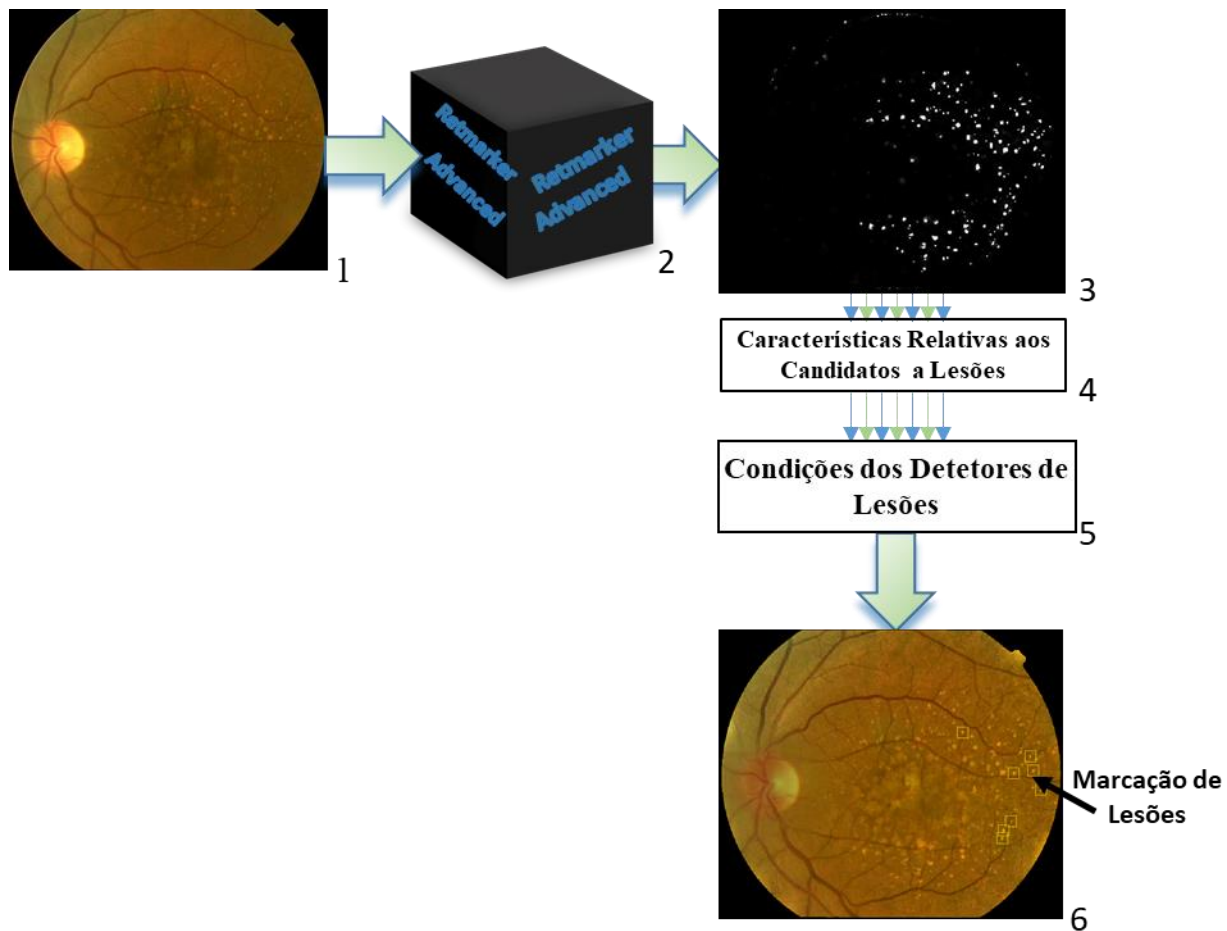 1
Retmarker
Advanced
Retmarker
Advanced
2
3
Características Relativas aos
Candidatos a Lesões
4
Condições dos Detetores de
Lesões
5
Marcação de
Lesões
6